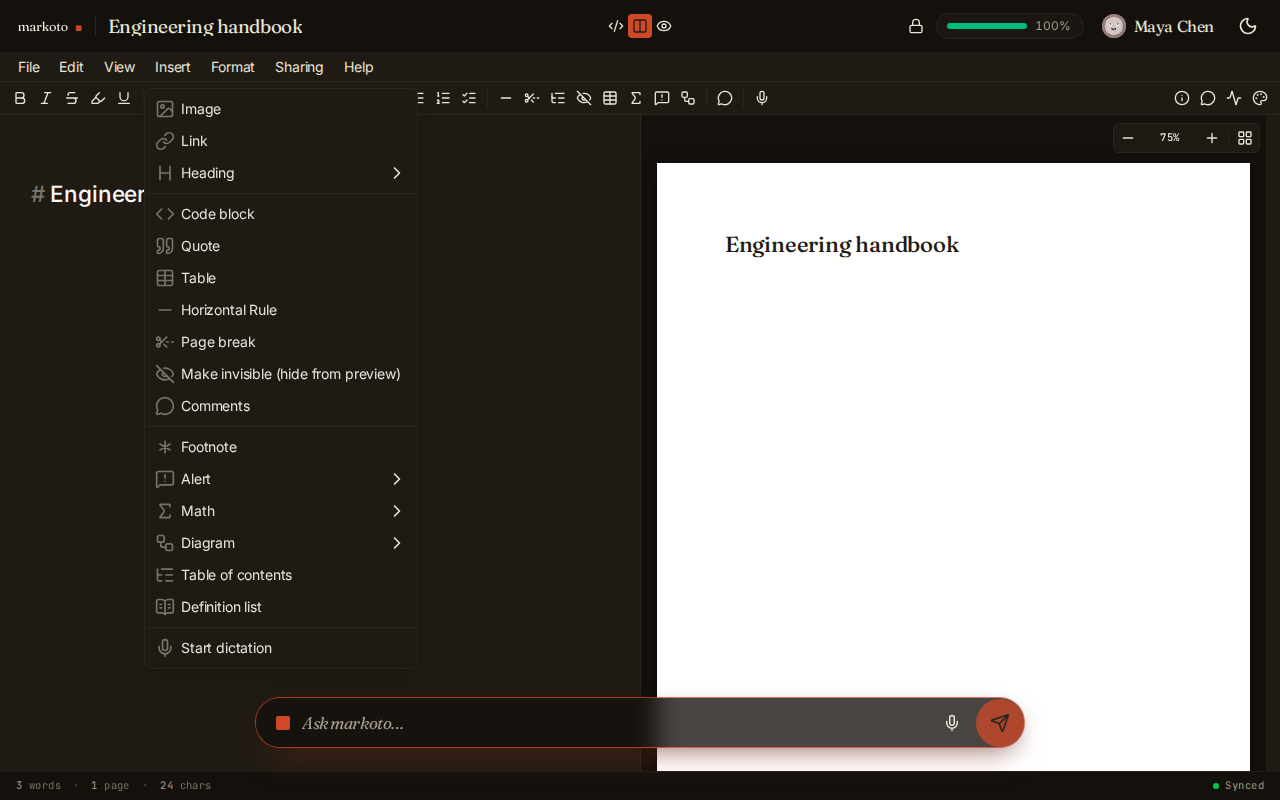 markoto
Engineering handbook
100%
Maya Chen
File Edit View Insert Format Sharing Help
75%
# Engineer
Engineering handbook
Image
Link
Heading
Code block
Quote
Table
Horizontal Rule
Page break
Make invisible (hide from preview)
Comments
Footnote
Alert
Math
Diagram
Table of contents
Definition list
Start dictation
Ask markoto...
3 words · 1 page · 24 chars
Synced